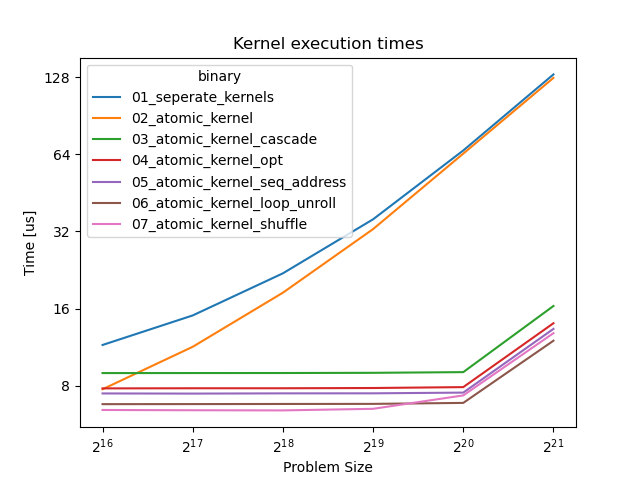 Kernel execution times
binary
01_seperate_kernels
02_atomic_kernel
03_atomic_kernel_cascade
04_atomic_kernel_opt
05_atomic_kernel_seq_address
06_atomic_kernel_loop_unroll
07_atomic_kernel_shuffle
Time [us]
128
64
32
16
8
2^16 2^17 2^18 2^19 2^20 2^21
Problem Size